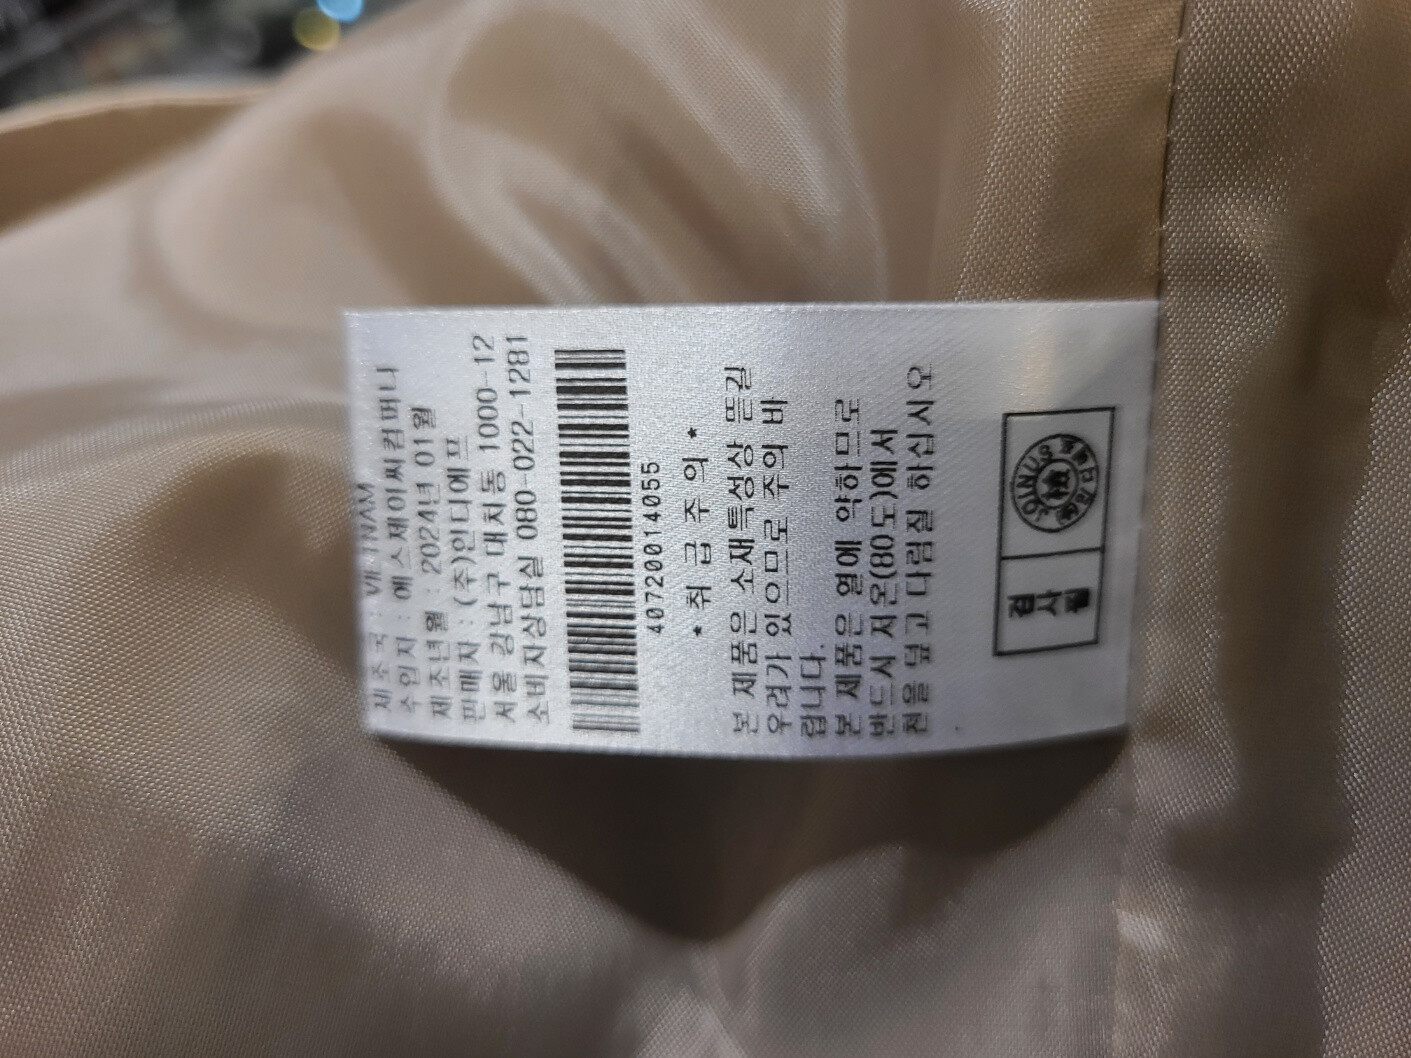 제조국 : VIETNAM
수입자 : 에스제이씨컴퍼니
제조년월 : 2024년 01월
판매자 : (주)인디에프
서울 강남구 대치동 1000-12
소비자상담실 080-022-1281
40720014055
* 취 급 주 의 *
본 제품은 소재특성상 뜯길
우려가 있으므로 주의 바
랍니다.
본 제품은 열에 약하므로
반드시 저온(80도)에서
천을 덮고 다림질 하십시오
검사필
JOINUS